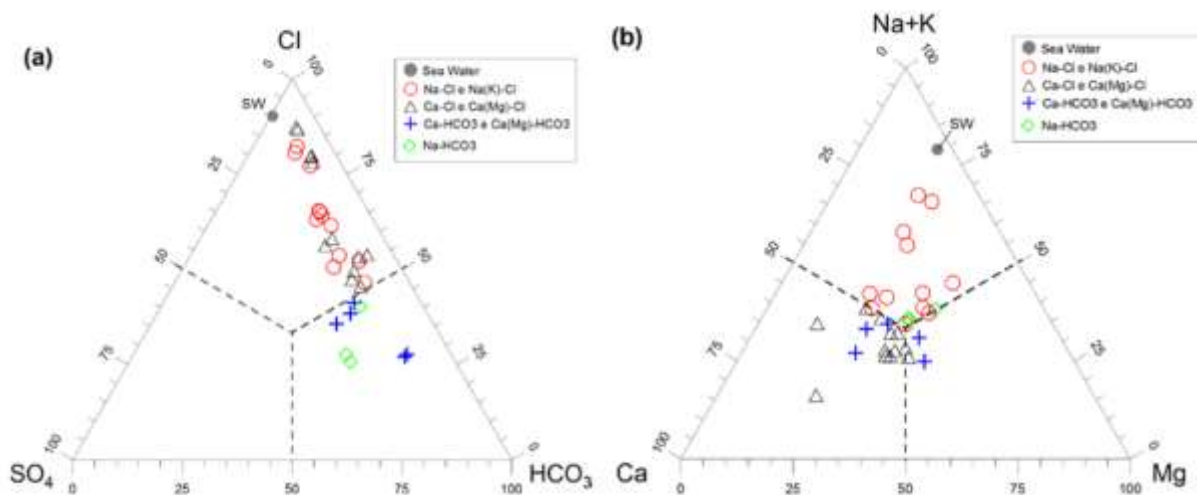 (a)
Cl
Sea Water
Na-Cl e Na(K)-Cl
Ca-Cl e Ca(Mg)-Cl
Ca-HCO3 e Ca(Mg)-HCO3
Na-HCO3
SW
0
100
25
75
50
50
75
25
100
0
SO4
HCO3
0
25
50
75
100
(b)
Na+K
Sea Water
Na-Cl e Na(K)-Cl
Ca-Cl e Ca(Mg)-Cl
Ca-HCO3 e Ca(Mg)-HCO3
Na-HCO3
SW
0
100
25
75
50
50
75
25
100
0
Ca
Mg
0
25
50
75
100